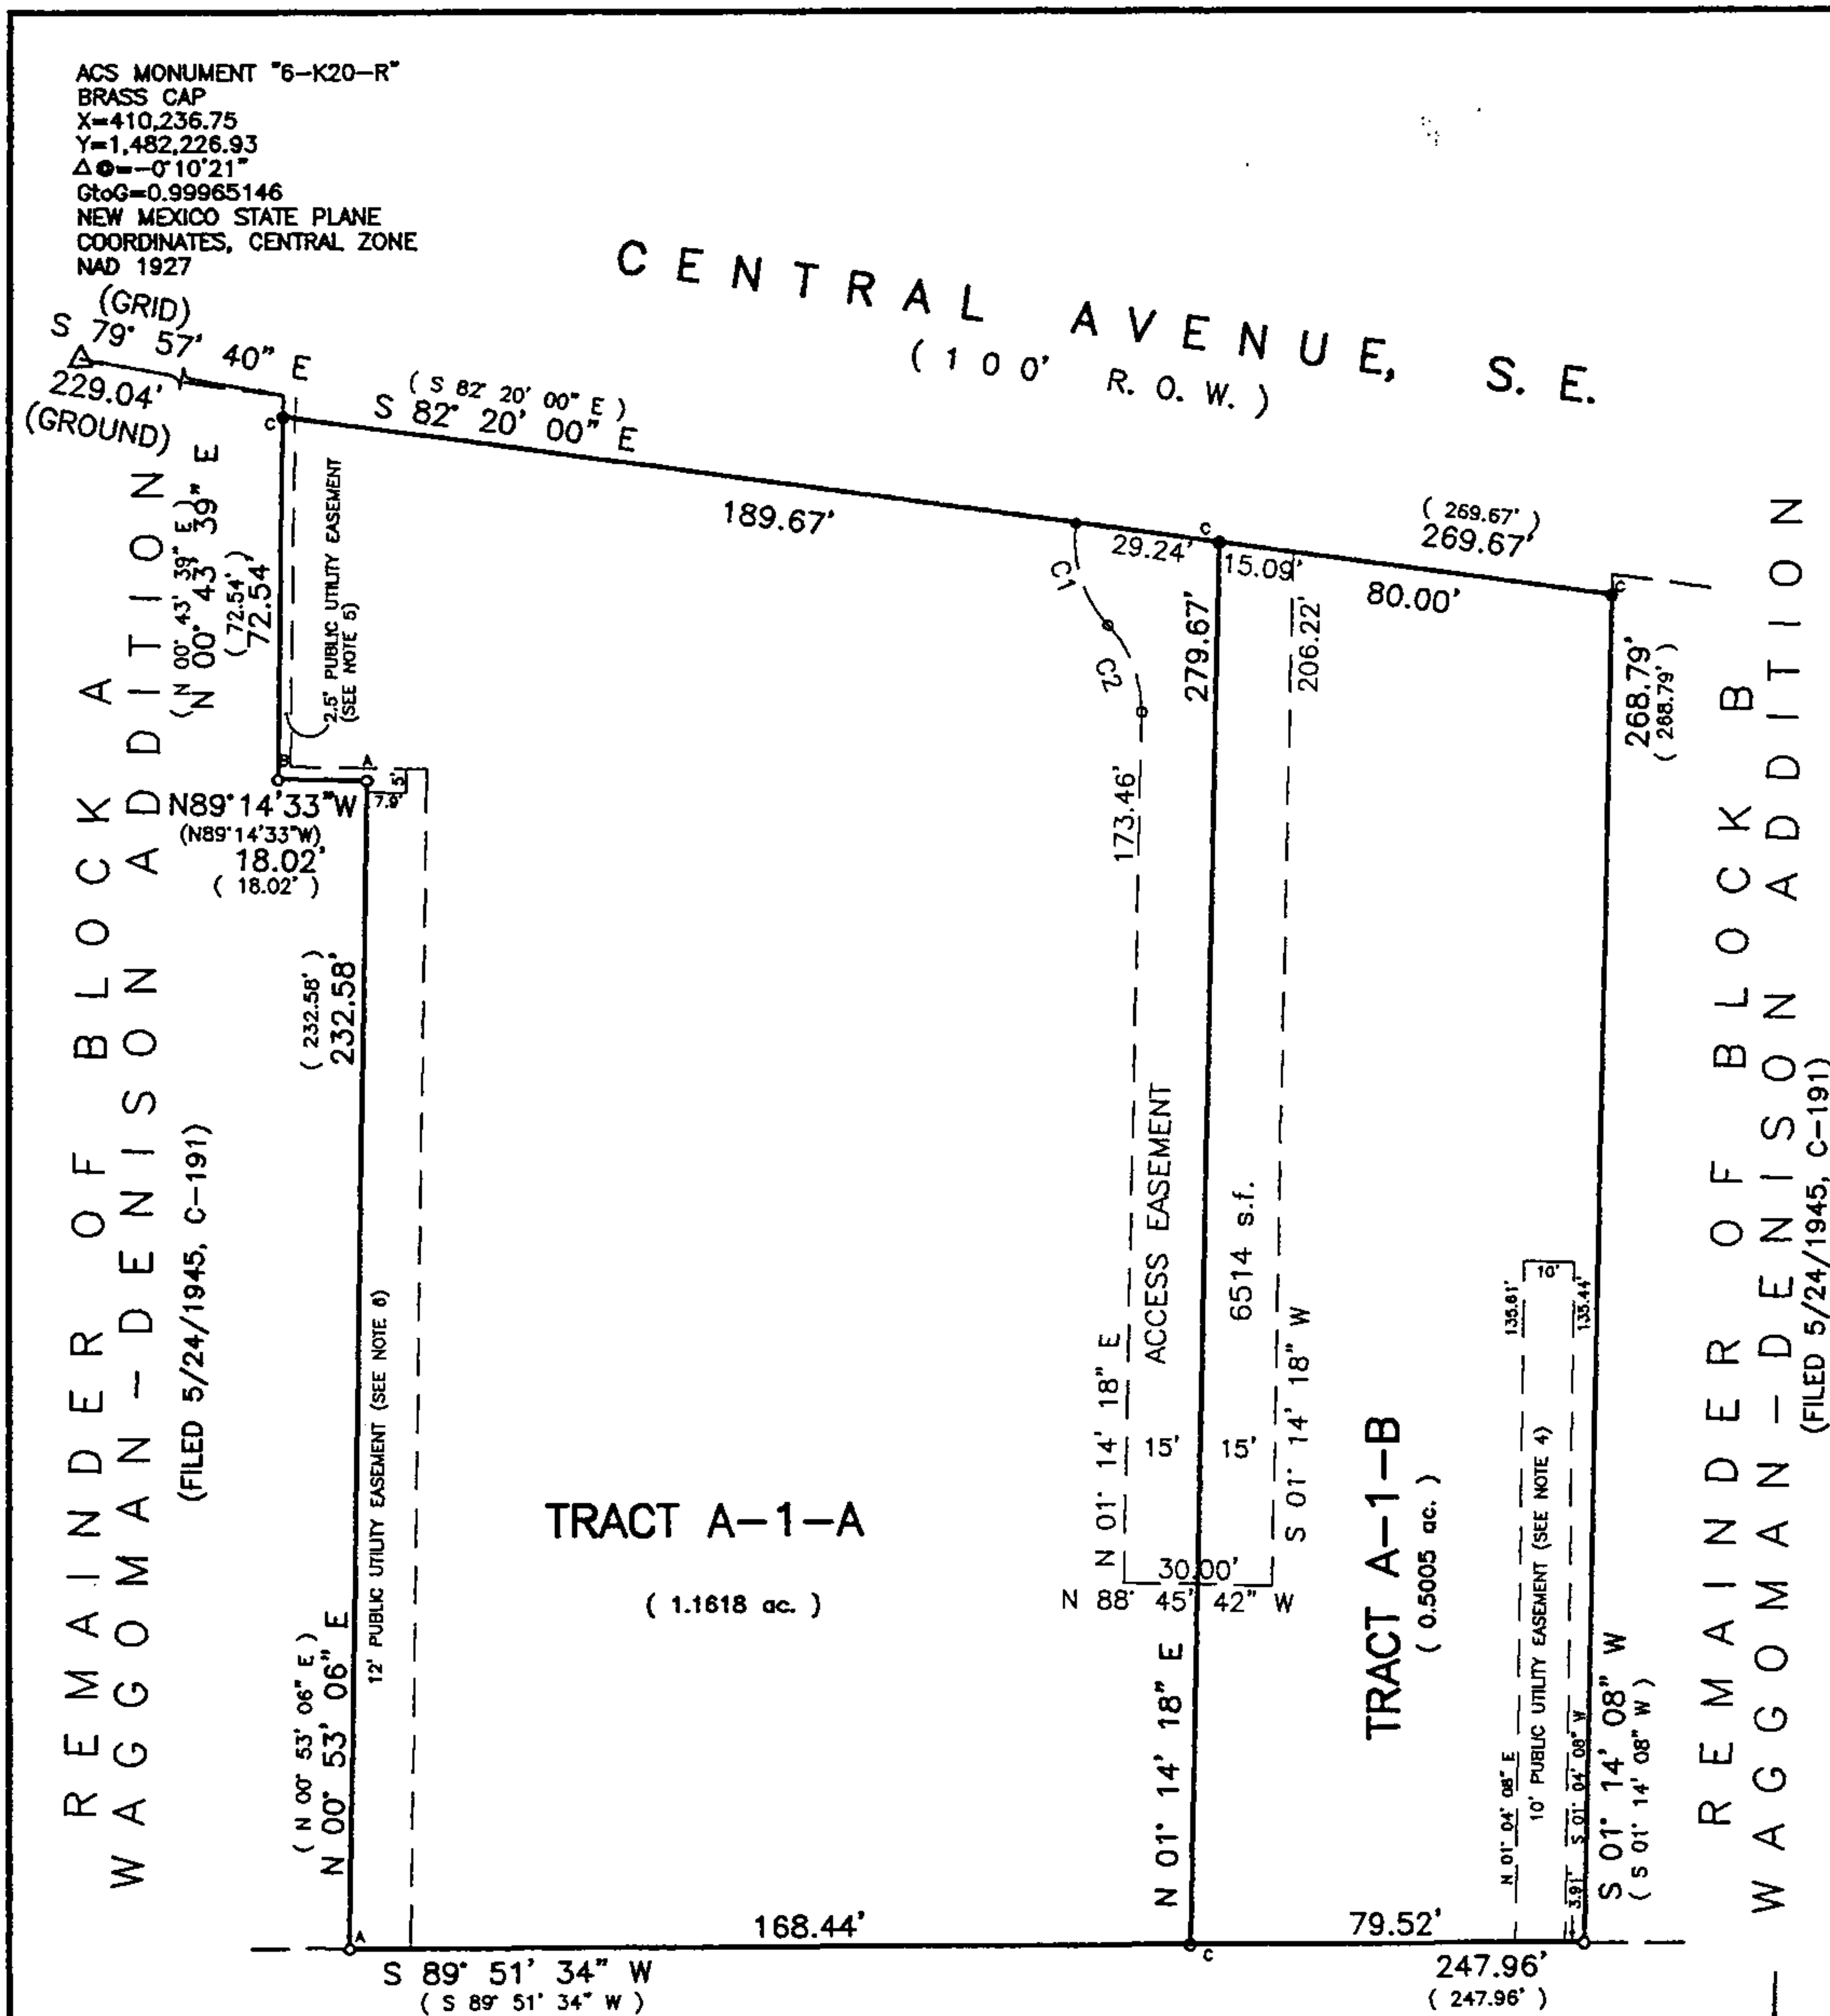 ACS MONUMENT "6-K20-R"
BRASS CAP
X=410,236.75
Y=1,482,226.93
GtoG=0.99965146
NEW MEXICO STATE PLANE
COORDINATES, CENTRAL ZONE
NAD 1927
(GRID)
S 79° 57' 40" E
229.04'
(GROUND)
CENTRAL AVENUE, S. E.
( 100' R. O. W. )
( S 82° 20' 00" E )
S 82° 20' 00" E
189.67'
C
29.24'
C
15.09'
( 269.67' )
269.67'
80.00'
C
C1
C2
279.67'
206.22'
268.79'
( 268.79' )
( N 00° 43' 39" E )
N 00° 43' 39" E
( 72.54' )
72.54'
2.5' PUBLIC UTILITY EASEMENT
(SEE NOTE 5)
B
A
5'
7.9'
N89°14'33"W
(N89°14'33"W)
18.02'
( 18.02' )
173.46'
REMAINDER OF BLOCK A
WAGGOMAN-DENISON ADDITION
(FILED 5/24/1945, C-191)
( 232.58' )
232.58'
( N 00° 53' 06" E )
N 00° 53' 06" E
12' PUBLIC UTILITY EASEMENT (SEE NOTE 6)
TRACT A-1-A
( 1.1618 ac. )
ACCESS EASEMENT
6514 s.f.
N 01° 14' 18" E
15'
15'
S 01° 14' 18" W
30.00'
N 88° 45' 42" W
N 01° 14' 18" E
TRACT A-1-B
( 0.5005 ac. )
10'
135.61'
135.44'
10' PUBLIC UTILITY EASEMENT (SEE NOTE 4)
N 01° 04' 08" E
S 01° 04' 08" W
3.91'
S 01° 14' 08" W
( S 01° 14' 08" W )
REMAINDER OF BLOCK B
WAGGOMAN-DENISON ADDITION
(FILED 5/24/1945, C-191)
A
168.44'
C
79.52'
S 89° 51' 34" W
( S 89° 51' 34" W )
247.96'
( 247.96' )